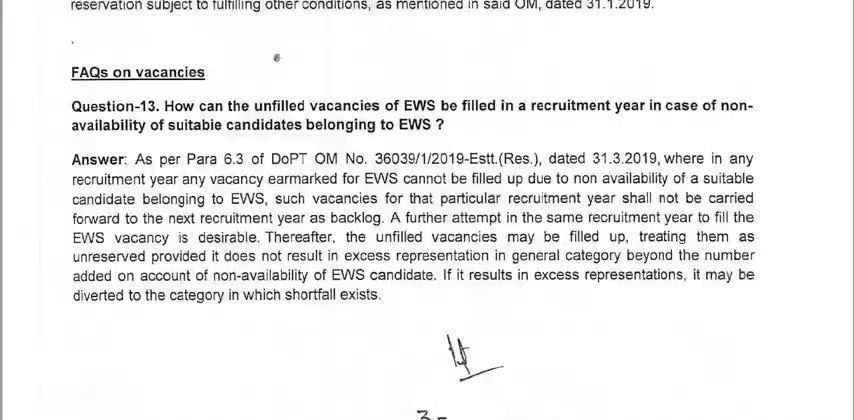 reservation subject to fulfilling other conditions, as mentioned in said OM, dated 31.1.2019.
FAQs on vacancies
Question-13. How can the unfilled vacancies of EWS be filled in a recruitment year in case of non-
availability of suitable candidates belonging to EWS ?
Answer: As per Para 6.3 of DoPT OM No. 36039/1/2019-Estt.(Res.), dated 31.3.2019, where in any
recruitment year any vacancy earmarked for EWS cannot be filled up due to non availability of a suitable
candidate belonging to EWS, such vacancies for that particular recruitment year shall not be carried
forward to the next recruitment year as backlog. A further attempt in the same recruitment year to fill the
EWS vacancy is desirable. Thereafter, the unfilled vacancies may be filled up, treating them as
unreserved provided it does not result in excess representation in general category beyond the number
added on account of non-availability of EWS candidate. If it results in excess representations, it may be
diverted to the category in which shortfall exists.